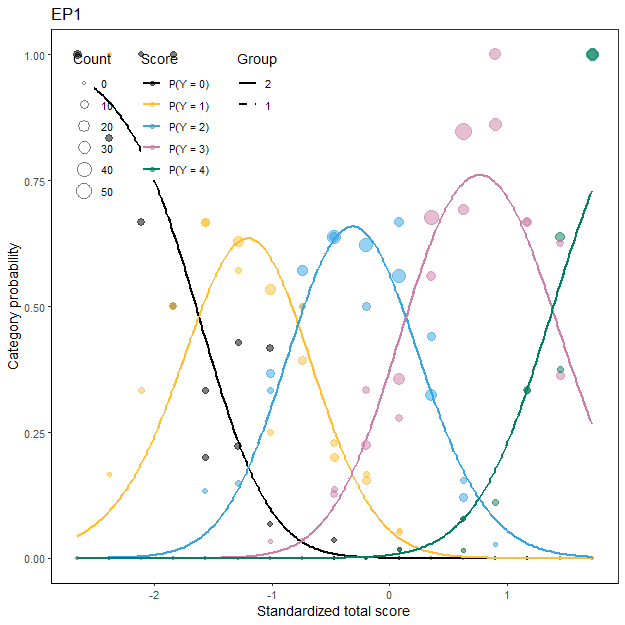 EP1
Count
0
10
20
30
40
50
Score
P(Y = 0)
P(Y = 1)
P(Y = 2)
P(Y = 3)
P(Y = 4)
Group
2
1
1.00
0.75
0.50
0.25
0.00
Category probability
-2
-1
0
1
Standardized total score